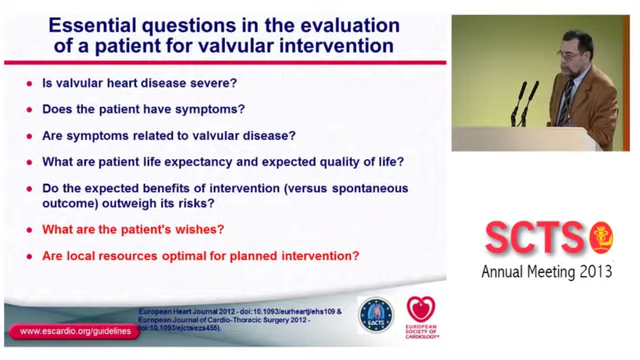 Essential questions in the evaluation
of a patient for valvular intervention
Is valvular heart disease severe?
Does the patient have symptoms?
Are symptoms related to valvular disease?
What are patient life expectancy and expected quality of life?
Do the expected benefits of intervention (versus spontaneous
outcome) outweigh its risks?
What are the patient's wishes?
Are local resources optimal for planned intervention?
SCTS
Annual Meeting 2013
European Heart Journal 2012 - doi:10.1093/eurheartj/ehs109 &
European Journal of Cardio-Thoracic Surgery 2012 -
doi:10.1093/ejcts/ezs455).
www.escardio.org/guidelines
EACTS
EUROPEAN
SOCIETY OF
CARDIOLOGY